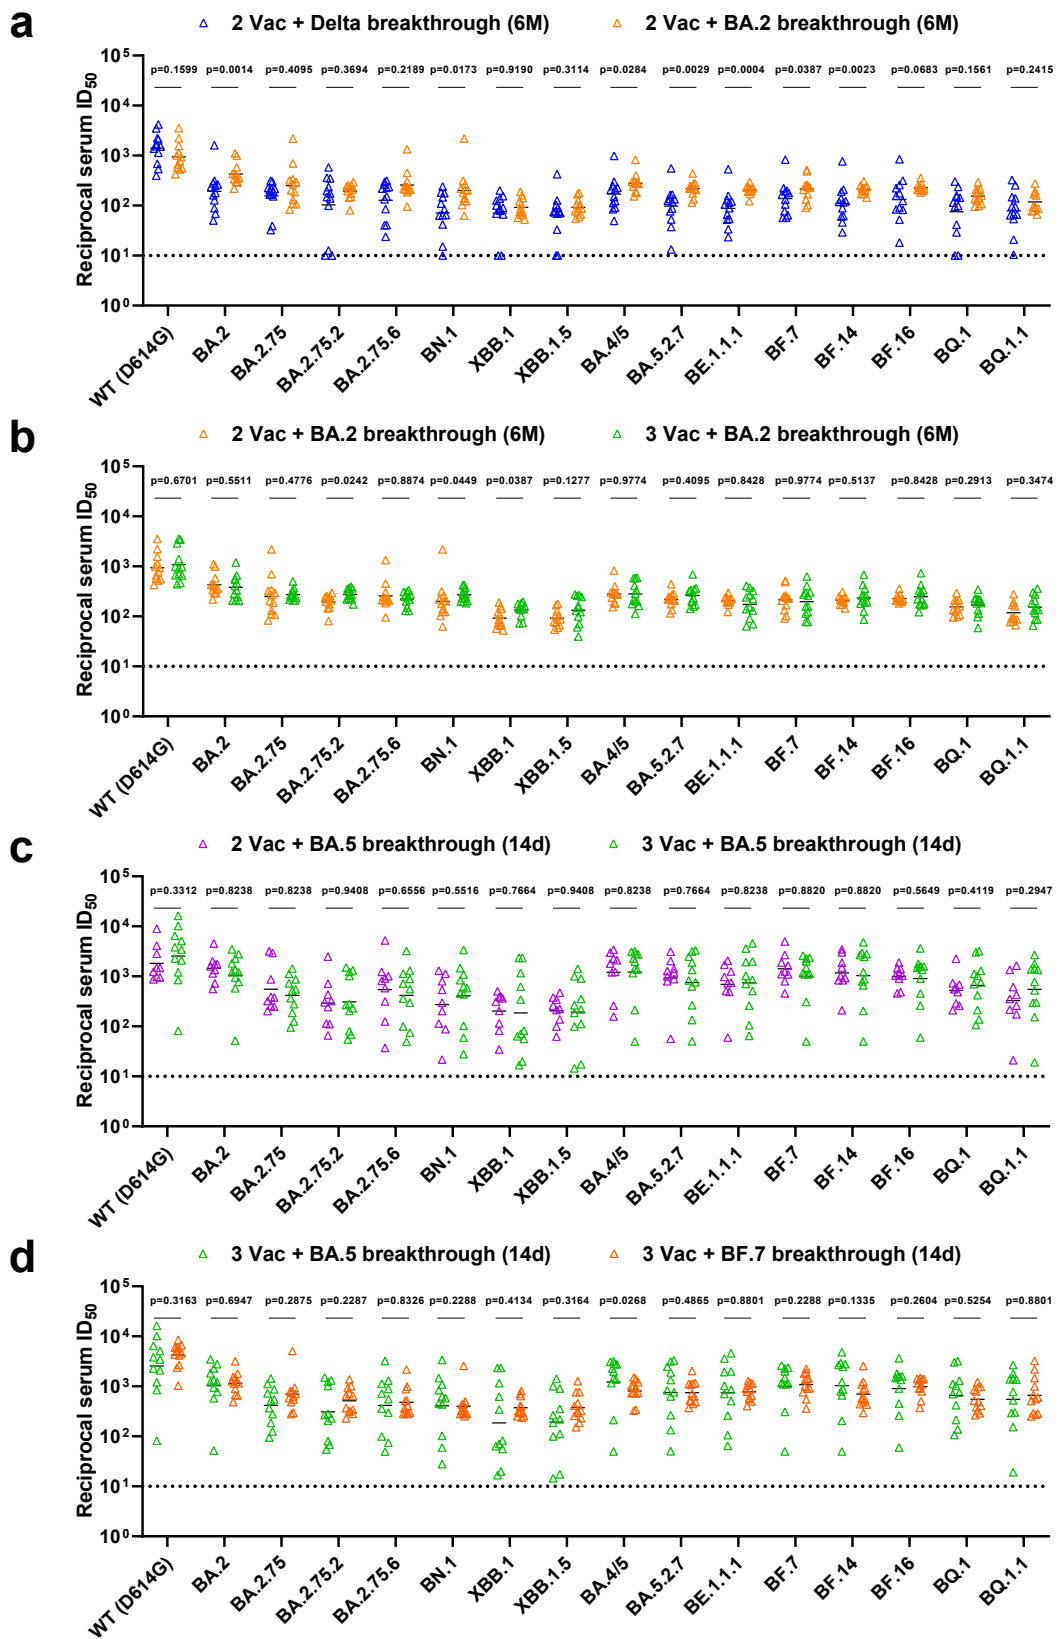 a
2 Vac + Delta breakthrough (6M) 2 Vac + BA.2 breakthrough (6M)
Reciprocal serum ID50
10^5
10^4
10^3
10^2
10^1
10^0
p=0.1599 p=0.0014 p=0.4095 p=0.3694 p=0.2189 p=0.0173 p=0.9190 p=0.3114 p=0.0284 p=0.0029 p=0.0004 p=0.0387 p=0.0023 p=0.0683 p=0.1561 p=0.2415
WT (D614G) BA.2 BA.2.75 BA.2.75.2 BA.2.75.6 BN.1 XBB.1 XBB.1.5 BA.4/5 BA.5.2.7 BE.1.1.1 BF.7 BF.14 BF.16 BQ.1 BQ.1.1
b
2 Vac + BA.2 breakthrough (6M) 3 Vac + BA.2 breakthrough (6M)
Reciprocal serum ID50
10^5
10^4
10^3
10^2
10^1
10^0
p=0.6701 p=0.5511 p=0.4776 p=0.0242 p=0.8874 p=0.0449 p=0.0387 p=0.1277 p=0.9774 p=0.4095 p=0.8428 p=0.9774 p=0.5137 p=0.8428 p=0.2913 p=0.3474
WT (D614G) BA.2 BA.2.75 BA.2.75.2 BA.2.75.6 BN.1 XBB.1 XBB.1.5 BA.4/5 BA.5.2.7 BE.1.1.1 BF.7 BF.14 BF.16 BQ.1 BQ.1.1
c
2 Vac + BA.5 breakthrough (14d) 3 Vac + BA.5 breakthrough (14d)
Reciprocal serum ID50
10^5
10^4
10^3
10^2
10^1
10^0
p=0.3312 p=0.8238 p=0.8238 p=0.9408 p=0.6556 p=0.5516 p=0.7664 p=0.9408 p=0.8238 p=0.7664 p=0.8238 p=0.8820 p=0.8820 p=0.5649 p=0.4119 p=0.2947
WT (D614G) BA.2 BA.2.75 BA.2.75.2 BA.2.75.6 BN.1 XBB.1 XBB.1.5 BA.4/5 BA.5.2.7 BE.1.1.1 BF.7 BF.14 BF.16 BQ.1 BQ.1.1
d
3 Vac + BA.5 breakthrough (14d) 3 Vac + BF.7 breakthrough (14d)
Reciprocal serum ID50
10^5
10^4
10^3
10^2
10^1
10^0
p=0.3163 p=0.6947 p=0.2875 p=0.2287 p=0.8326 p=0.2288 p=0.4134 p=0.3164 p=0.0268 p=0.4865 p=0.8801 p=0.2288 p=0.1335 p=0.2604 p=0.5254 p=0.8801
WT (D614G) BA.2 BA.2.75 BA.2.75.2 BA.2.75.6 BN.1 XBB.1 XBB.1.5 BA.4/5 BA.5.2.7 BE.1.1.1 BF.7 BF.14 BF.16 BQ.1 BQ.1.1